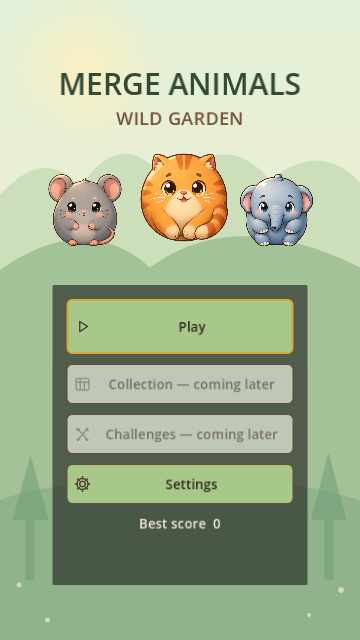 MERGE ANIMALS
WILD GARDEN
Play
Collection — coming later
Challenges — coming later
Settings
Best score 0